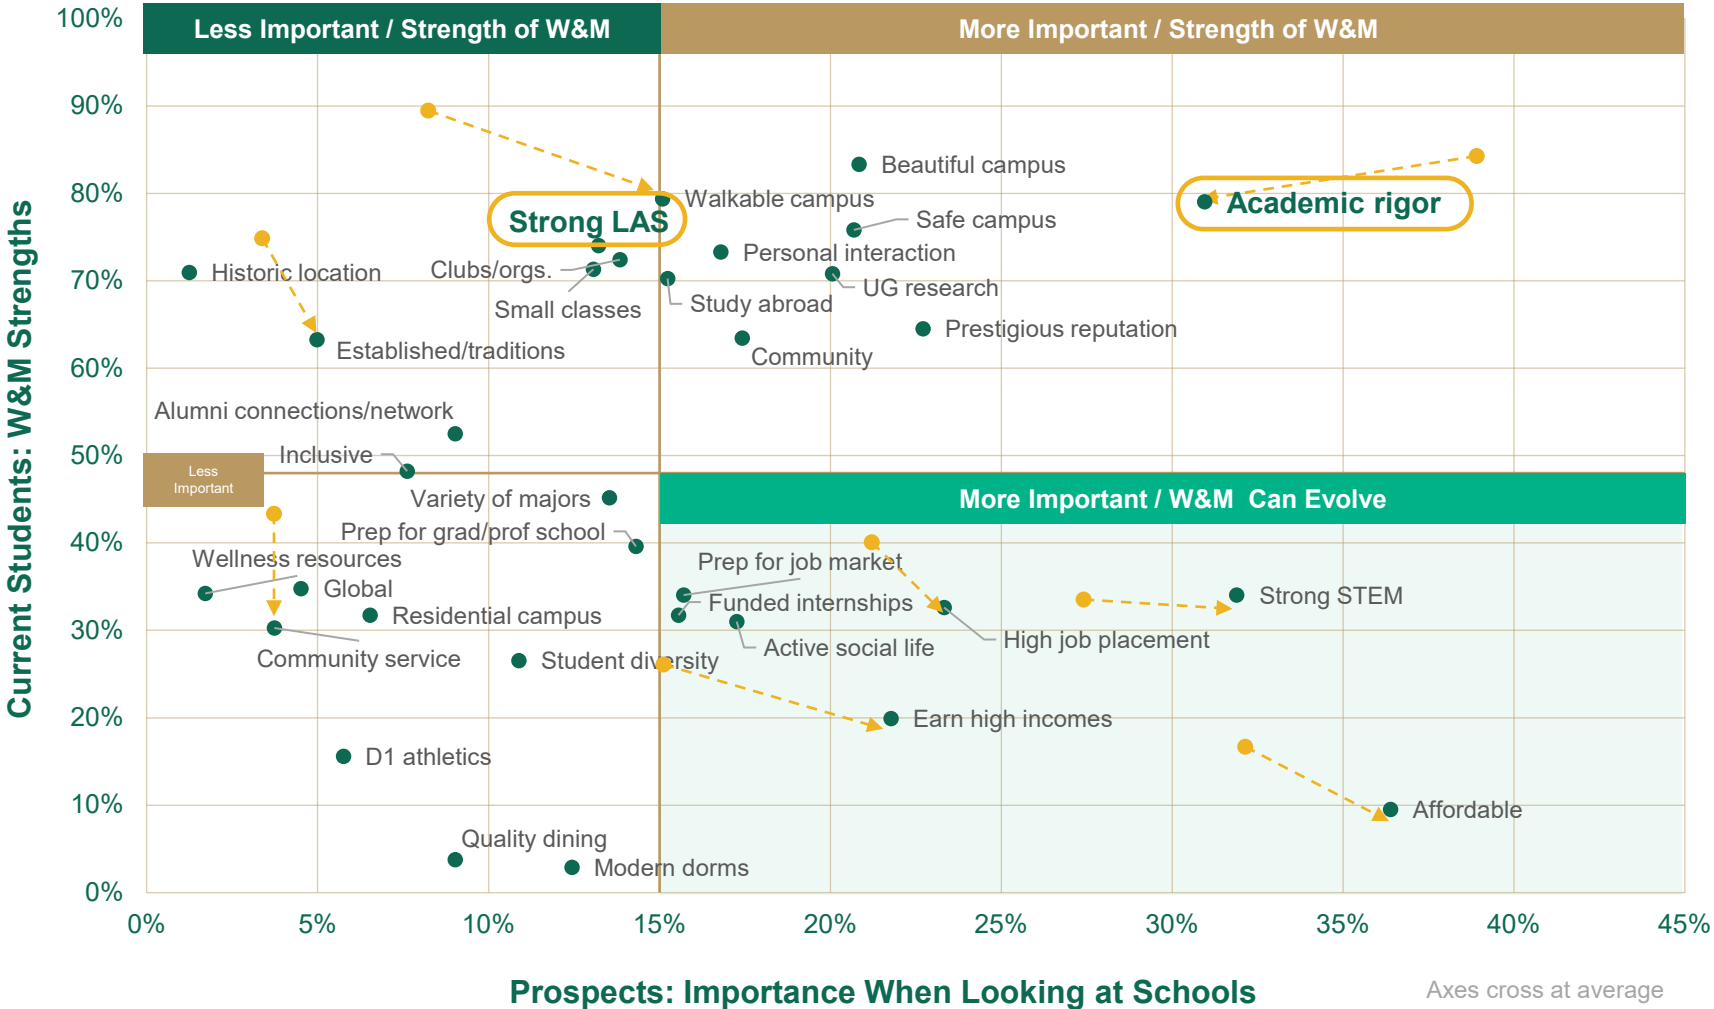 100%
Less Important / Strength of W&M
More Important / Strength of W&M
90%
Beautiful campus
80%
Walkable campus
Academic rigor
Strong LAS
Safe campus
Personal interaction
Historic location
Clubs/orgs.
70%
UG research
Small classes
Study abroad
Prestigious reputation
Established/traditions
Community
60%
Alumni connections/network
50%
Inclusive
Less
Important
Variety of majors
More Important / W&M  Can Evolve
Prep for grad/prof school
40%
Wellness resources
Prep for job market
Global
Funded internships
Strong STEM
Residential campus
30%
High job placement
Active social life
Community service
Student diversity
20%
Earn high incomes
D1 athletics
10%
Affordable
Quality dining
Modern dorms
0%
0%
5%
10%
15%
20%
25%
30%
35%
40%
45%
Current Students: W&M Strengths
Prospects: Importance When Looking at Schools
Axes cross at average